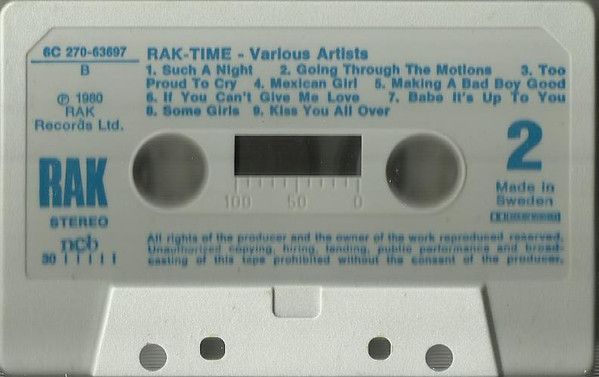 6C 270-63697
B
℗ 1980
RAK
Records Ltd.
RAK
STEREO
ncb
30
RAK-TIME - Various Artists
1. Such A Night 2. Going Through The Motions 3. Too
Proud To Cry 4. Mexican Girl 5. Making A Bad Boy Good
6. If You Can't Give Me Love 7. Babe It's Up To You
8. Some Girls 9. Kiss You All Over
100 50 0
2
Made in
Sweden
All rights of the producer and the owner of the work reproduced reserved.
Unauthorized copying, hiring, lending, public performance and broad-
casting of this tape prohibited without the consent of the producer.